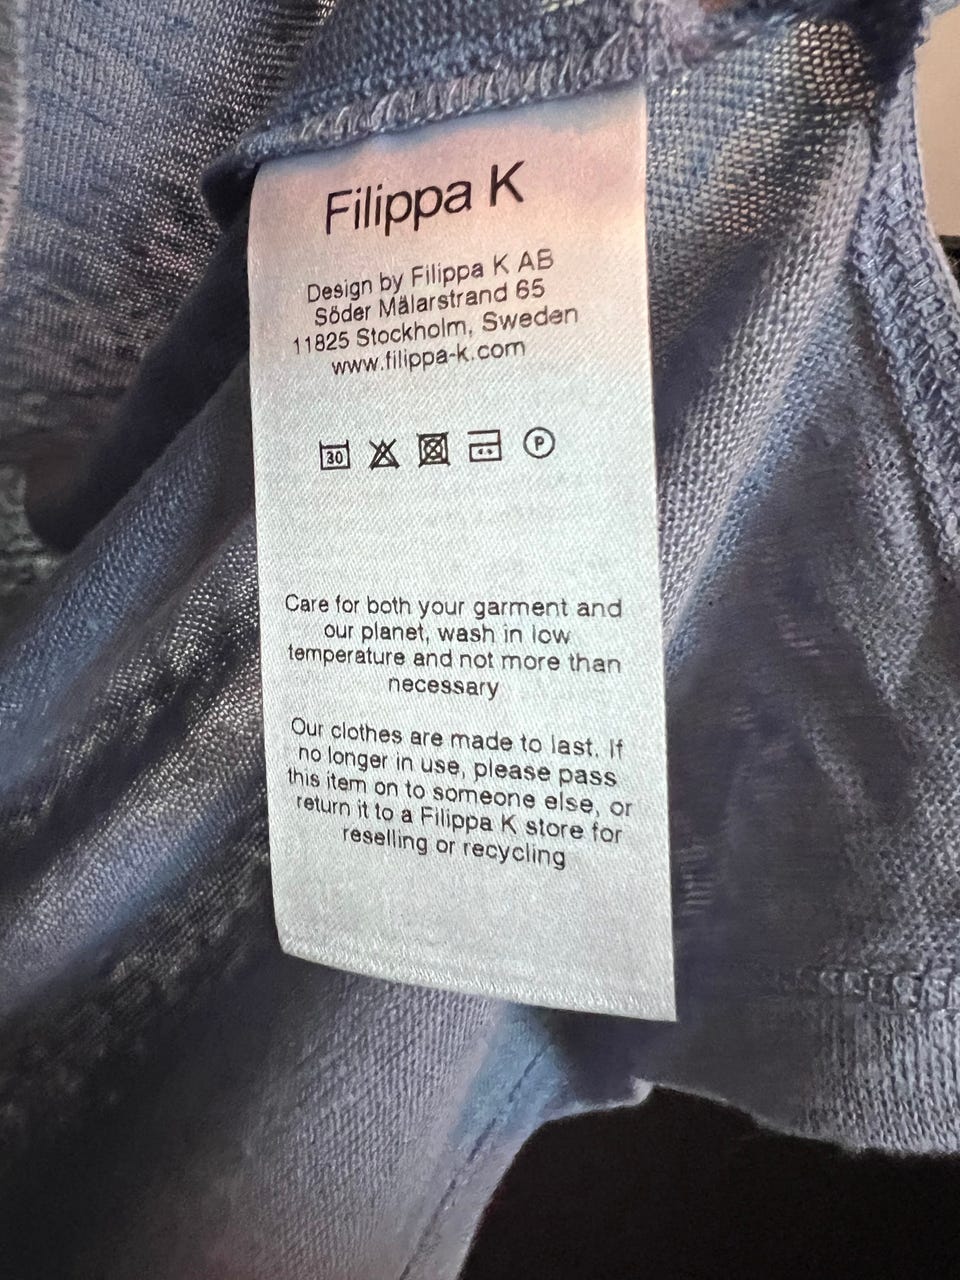 Filippa K
Design by Filippa K AB
Söder Mälarstrand 65
11825 Stockholm, Sweden
www.filippa-k.com
30 P
Care for both your garment and
our planet, wash in low
temperature and not more than
necessary
Our clothes are made to last. If
no longer in use, please pass
this item on to someone else, or
return it to a Filippa K store for
reselling or recycling